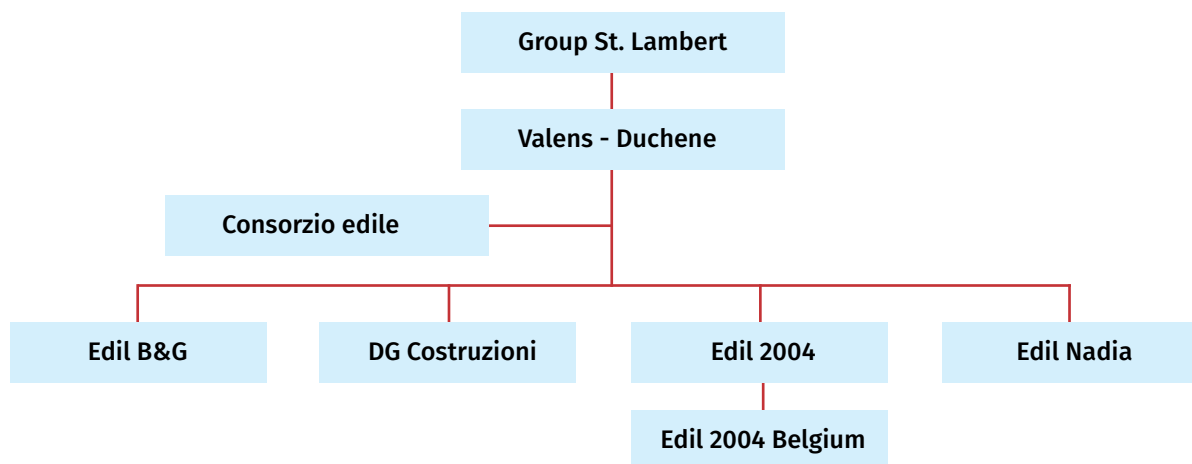 Group St. Lambert
Valens - Duchene
Consorzio edile
Edil B&G
DG Costruzioni
Edil 2004
Edil Nadia
Edil 2004 Belgium